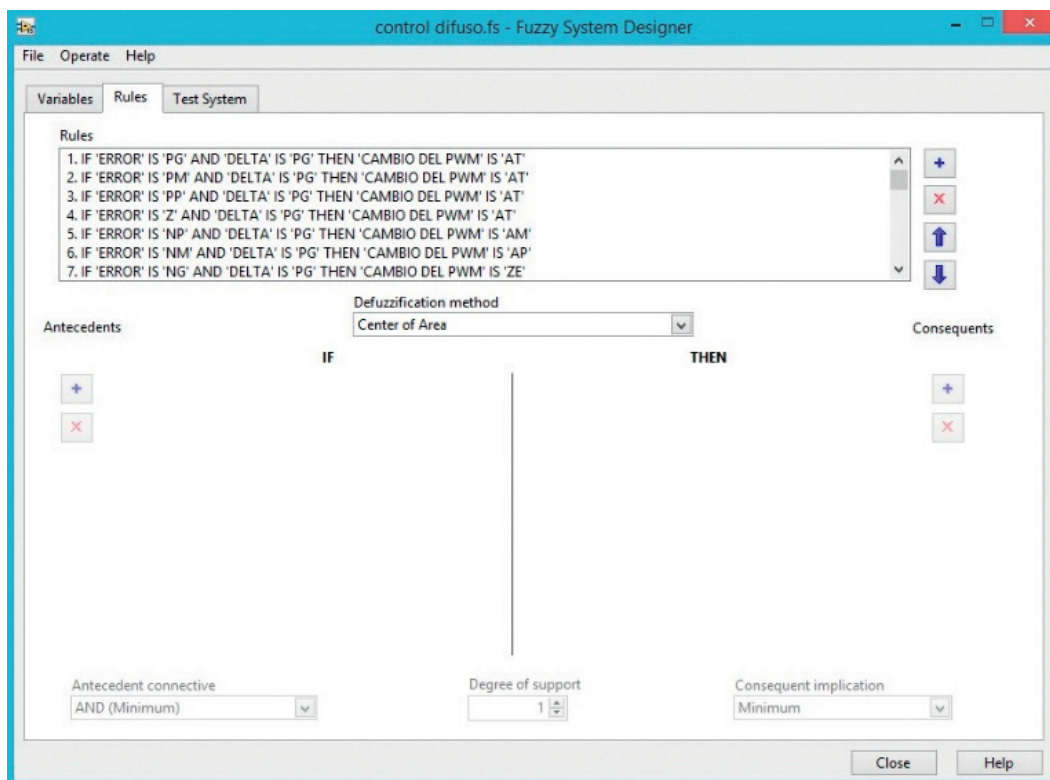 control difuso.fs - Fuzzy System Designer
File Operate Help
Variables Rules Test System
Rules
1. IF 'ERROR' IS 'PG' AND 'DELTA' IS 'PG' THEN 'CAMBIO DEL PWM' IS 'AT'
2. IF 'ERROR' IS 'PM' AND 'DELTA' IS 'PG' THEN 'CAMBIO DEL PWM' IS 'AT'
3. IF 'ERROR' IS 'PP' AND 'DELTA' IS 'PG' THEN 'CAMBIO DEL PWM' IS 'AT'
4. IF 'ERROR' IS 'Z' AND 'DELTA' IS 'PG' THEN 'CAMBIO DEL PWM' IS 'AT'
5. IF 'ERROR' IS 'NP' AND 'DELTA' IS 'PG' THEN 'CAMBIO DEL PWM' IS 'AM'
6. IF 'ERROR' IS 'NM' AND 'DELTA' IS 'PG' THEN 'CAMBIO DEL PWM' IS 'AP'
7. IF 'ERROR' IS 'NG' AND 'DELTA' IS 'PG' THEN 'CAMBIO DEL PWM' IS 'ZE'
Defuzzification method
Center of Area
Antecedents Consequents
IF THEN
Antecedent connective Degree of support Consequent implication
AND (Minimum) 1 Minimum
Close Help